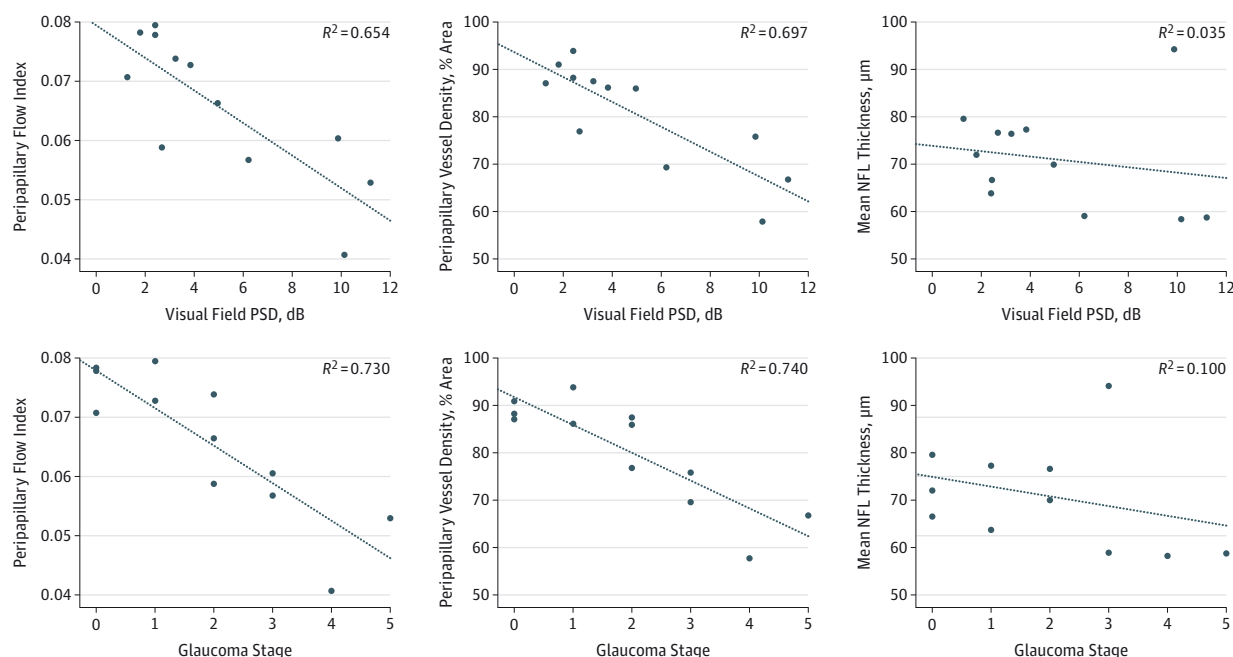 0.08
0.07
0.06
0.05
0.04
Peripapillary Flow Index
R² = 0.654
0 2 4 6 8 10 12
Visual Field PSD, dB
100
90
80
70
60
50
Peripapillary Vessel Density, % Area
R² = 0.697
0 2 4 6 8 10 12
Visual Field PSD, dB
100
90
80
70
60
50
Mean NFL Thickness, µm
R² = 0.035
0 2 4 6 8 10 12
Visual Field PSD, dB
0.08
0.07
0.06
0.05
0.04
Peripapillary Flow Index
R² = 0.730
0 1 2 3 4 5
Glaucoma Stage
100
90
80
70
60
50
Peripapillary Vessel Density, % Area
R² = 0.740
0 1 2 3 4 5
Glaucoma Stage
100
90
80
70
60
50
Mean NFL Thickness, µm
R² = 0.100
0 1 2 3 4 5
Glaucoma Stage